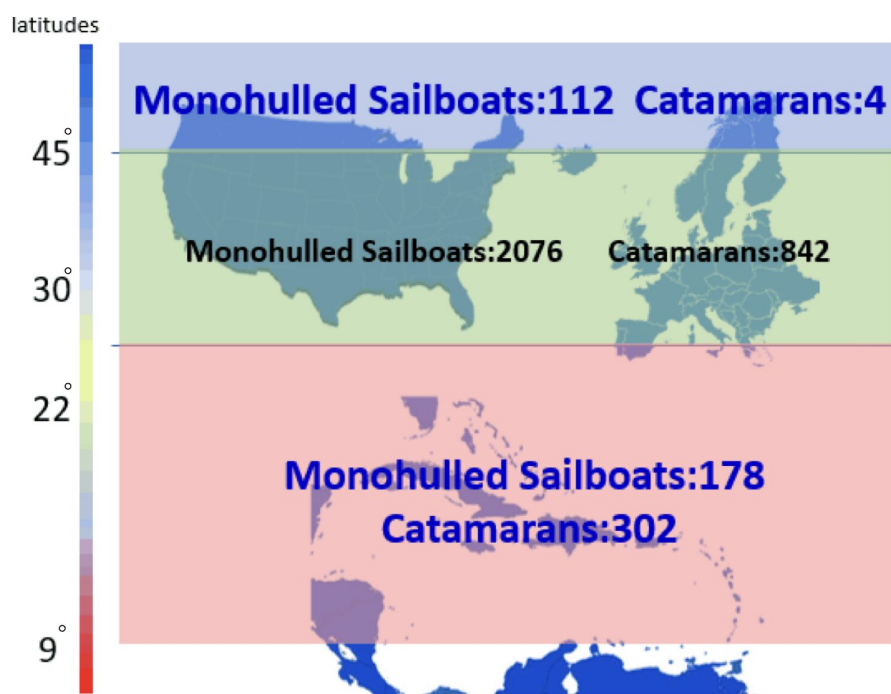 latitudes
Monohulled Sailboats:112 Catamarans:4
45°
Monohulled Sailboats:2076 Catamarans:842
30°
22°
Monohulled Sailboats:178
Catamarans:302
9°